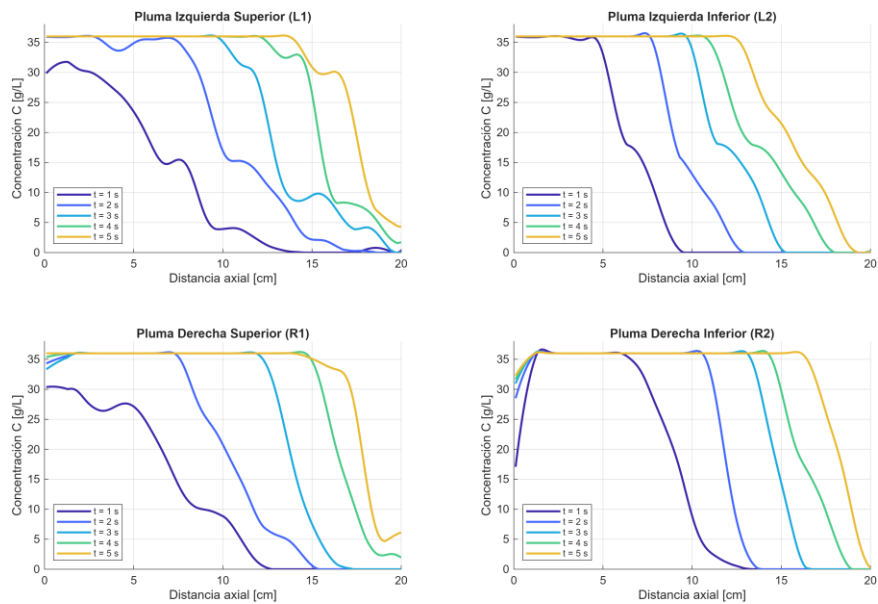 Pluma Izquierda Superior (L1)
Concentración C [g/L]
35
30
25
20
15
10
5
0
t = 1 s
t = 2 s
t = 3 s
t = 4 s
t = 5 s
0 5 10 15 20
Distancia axial [cm]
Pluma Izquierda Inferior (L2)
Concentración C [g/L]
35
30
25
20
15
10
5
0
t = 1 s
t = 2 s
t = 3 s
t = 4 s
t = 5 s
0 5 10 15 20
Distancia axial [cm]
Pluma Derecha Superior (R1)
Concentración C [g/L]
35
30
25
20
15
10
5
0
t = 1 s
t = 2 s
t = 3 s
t = 4 s
t = 5 s
0 5 10 15 20
Distancia axial [cm]
Pluma Derecha Inferior (R2)
Concentración C [g/L]
35
30
25
20
15
10
5
0
t = 1 s
t = 2 s
t = 3 s
t = 4 s
t = 5 s
0 5 10 15 20
Distancia axial [cm]